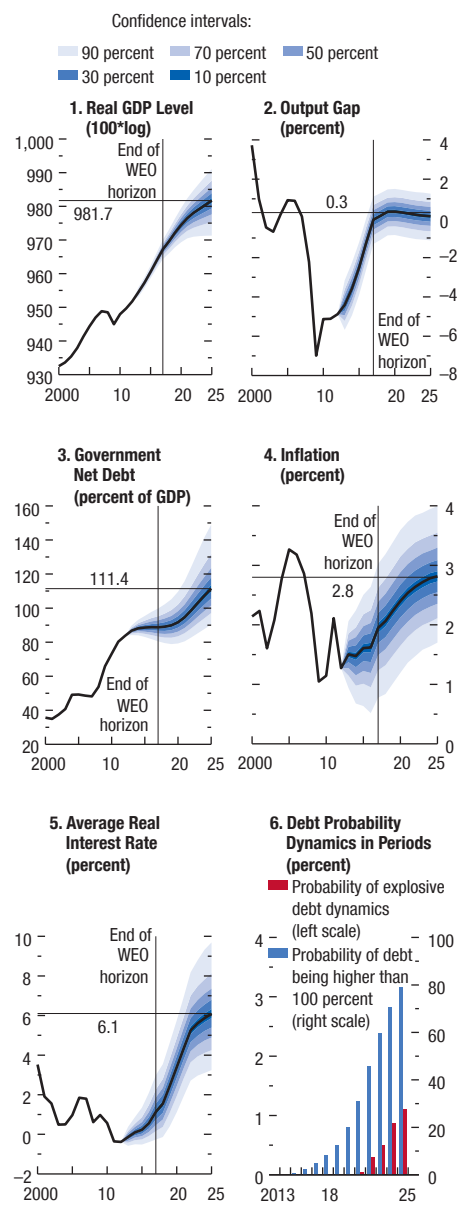 Confidence intervals:
90 percent 70 percent 50 percent
30 percent 10 percent
1. Real GDP Level
(100*log)
1,000
990
980
970
960
950
940
930
End of
WEO
horizon
981.7
2000 10 20 25
2. Output Gap
(percent)
4
2
0
–2
–4
–6
–8
0.3
End of
WEO
horizon
2000 10 20 25
3. Government
Net Debt
(percent of GDP)
160
140
120
100
80
60
40
20
111.4
End of
WEO
horizon
2000 10 20 25
4. Inflation
(percent)
4
3
2
1
0
End of
WEO
horizon
2.8
2000 10 20 25
5. Average Real
Interest Rate
(percent)
10
8
6
4
2
0
–2
End of
WEO
horizon
6.1
2000 10 20 25
6. Debt Probability
Dynamics in Periods
(percent)
Probability of explosive
debt dynamics
(left scale)
Probability of debt
being higher than
100 percent
(right scale)
4
3
2
1
0
100
80
60
40
20
0
2013 18 25